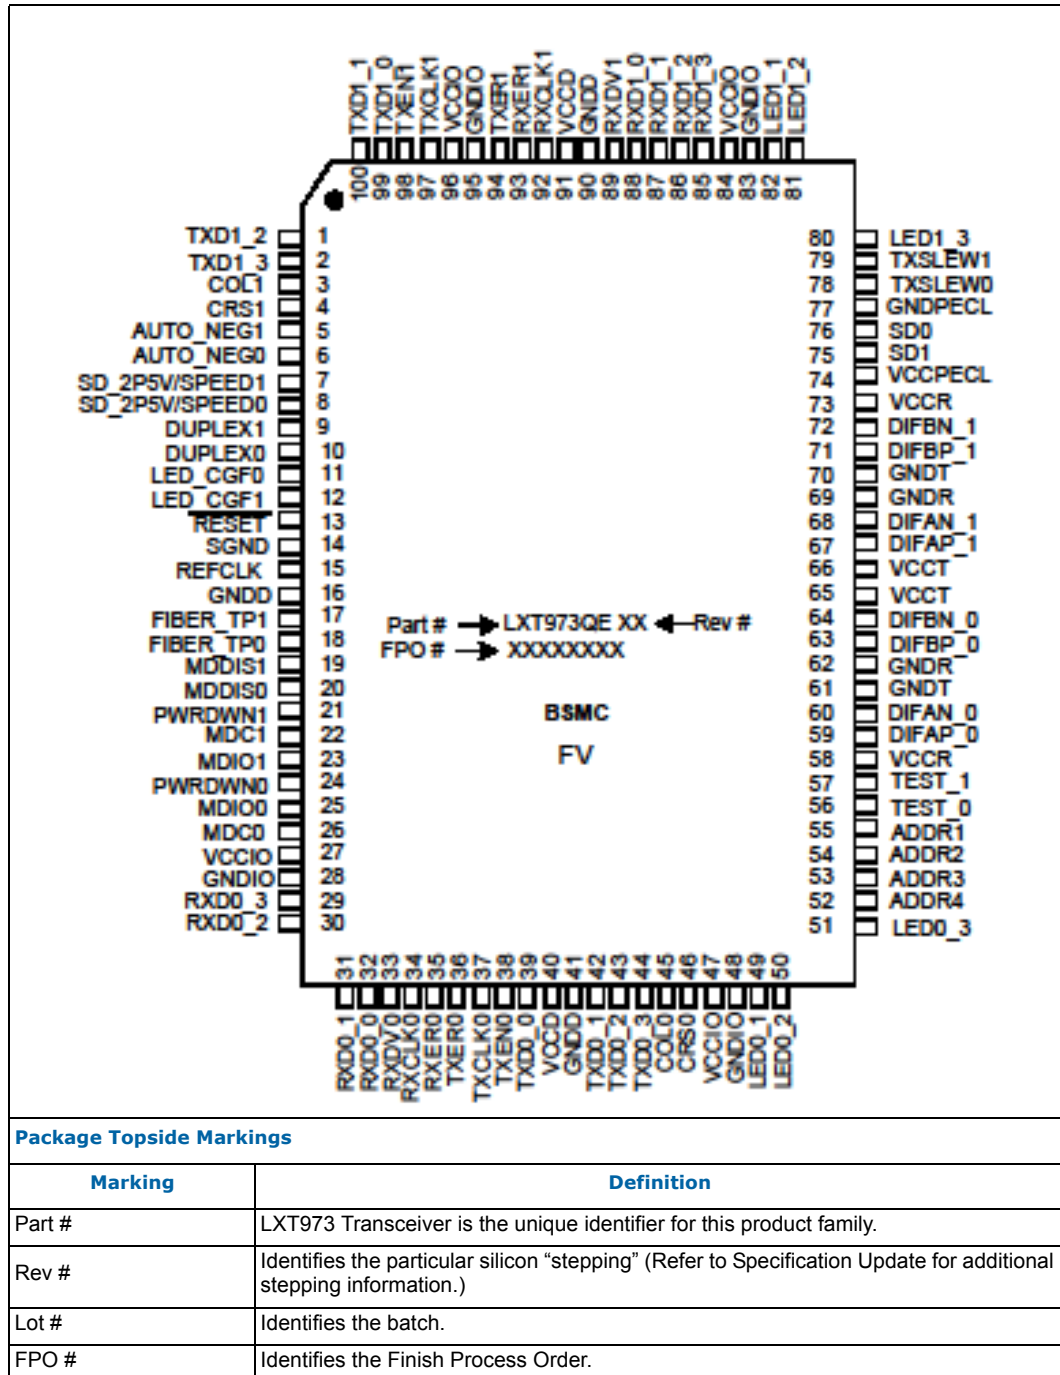 TXD1_1
TXD1_0
TXEN1
TXCLK1
VCCIO
GNDIO
TXER1
RXER1
RXCLK1
VCCD
GNDD
RXDV1
RXD1_0
RXD1_1
RXD1_2
RXD1_3
VCCIO
GNDIO
LED1_1
LED1_2
100 99 98 97 96 95 94 93 92 91 90 89 88 87 86 85 84 83 82 81
TXD1_2 1
TXD1_3 2
COL1 3
CRS1 4
AUTO_NEG1 5
AUTO_NEG0 6
SD_2P5V/SPEED1 7
SD_2P5V/SPEED0 8
DUPLEX1 9
DUPLEX0 10
LED_CGF0 11
LED_CGF1 12
RESET 13
SGND 14
REFCLK 15
GNDD 16
FIBER_TP1 17
FIBER_TP0 18
MDDIS1 19
MDDIS0 20
PWRDWN1 21
MDC1 22
MDIO1 23
PWRDWN0 24
MDIO0 25
MDC0 26
VCCIO 27
GNDIO 28
RXD0_3 29
RXD0_2 30
Part # LXT973QE XX Rev #
FPO # XXXXXXXX
BSMC
FV
80 LED1_3
79 TXSLEW1
78 TXSLEW0
77 GNDPECL
76 SD0
75 SD1
74 VCCPECL
73 VCCR
72 DIFBN_1
71 DIFBP_1
70 GNDT
69 GNDR
68 DIFAN_1
67 DIFAP_1
66 VCCT
65 VCCT
64 DIFBN_0
63 DIFBP_0
62 GNDR
61 GNDT
60 DIFAN_0
59 DIFAP_0
58 VCCR
57 TEST_1
56 TEST_0
55 ADDR1
54 ADDR2
53 ADDR3
52 ADDR4
51 LED0_3
31 32 33 34 35 36 37 38 39 40 41 42 43 44 45 46 47 48 49 50
RXD0_1
RXD0_0
RXDV0
RXCLK0
RXER0
TXER0
TXCLK0
TXEN0
TXD0_0
VCCD
GNDD
TXD0_1
TXD0_2
TXD0_3
COL0
CRS0
VCCIO
GNDIO
LED0_1
LED0_2
Package Topside Markings
Marking Definition
Part # LXT973 Transceiver is the unique identifier for this product family.
Rev # Identifies the particular silicon “stepping” (Refer to Specification Update for additional
stepping information.)
Lot # Identifies the batch.
FPO # Identifies the Finish Process Order.